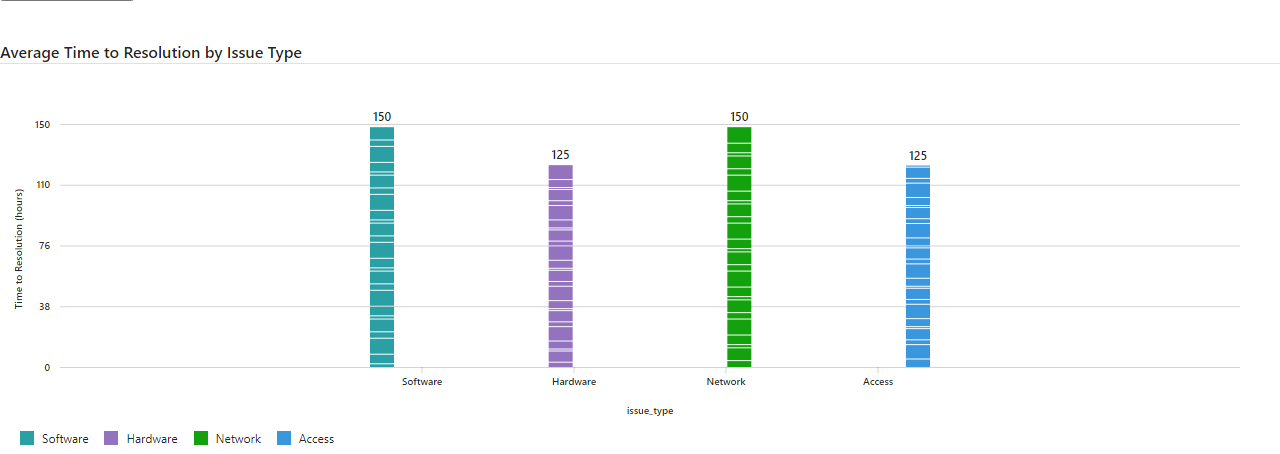 Average Time to Resolution by Issue Type
150
125
150
125
150
110
76
38
0
Time to Resolution (hours)
Software Hardware Network Access
issue_type
Software Hardware Network Access